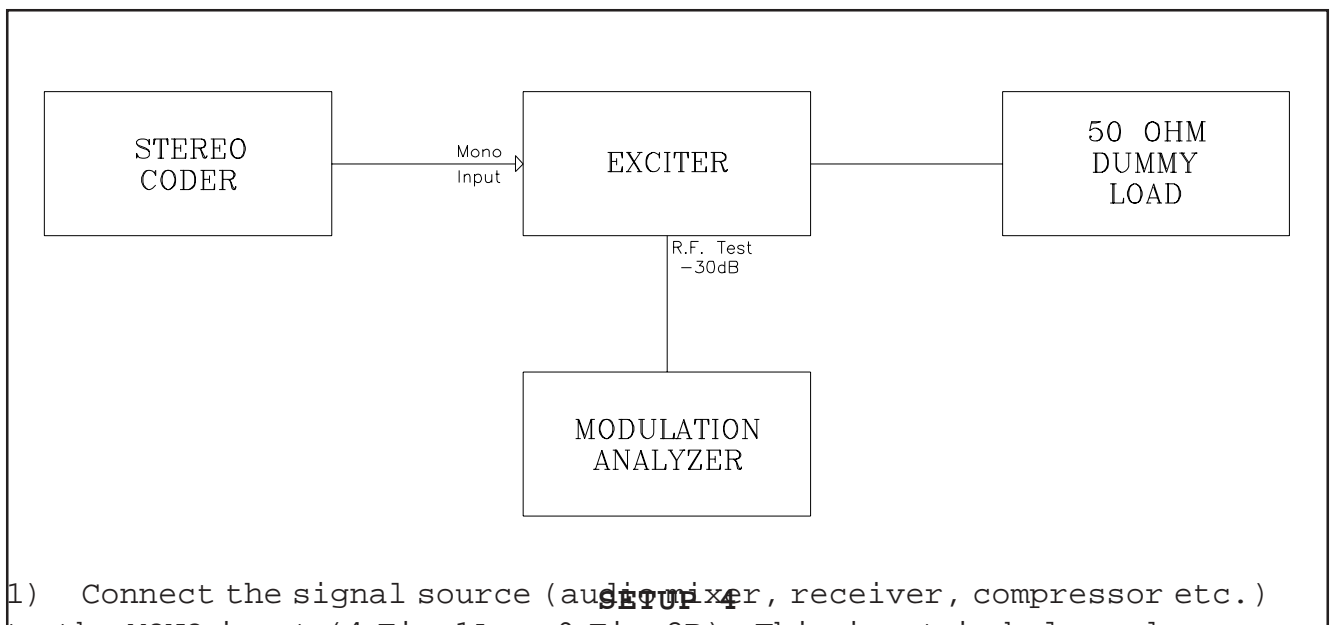 STEREO
CODER
Mono
Input
EXCITER
50 OHM
DUMMY
LOAD
R.F. Test
-30dB
MODULATION
ANALYZER
SETUP 4
1) Connect the signal source (audio mixer, receiver, compressor etc.)